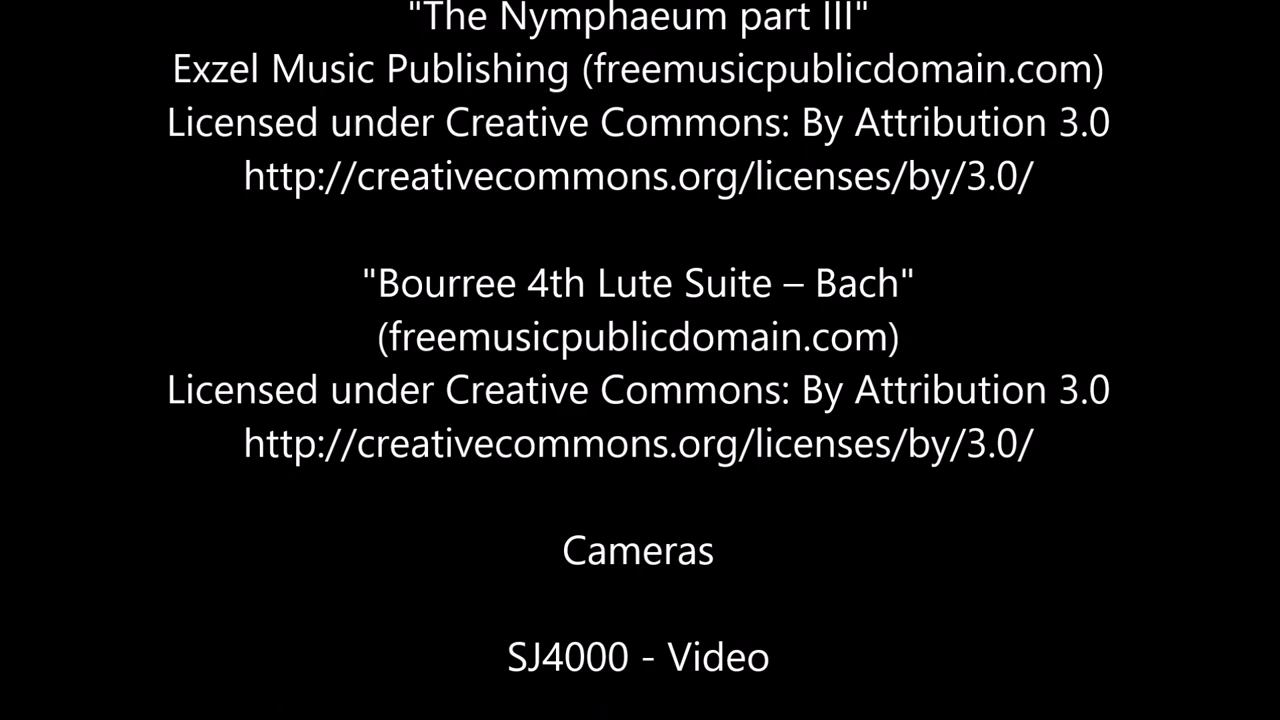 "The Nymphaeum part III"
Exzel Music Publishing (freemusicpublicdomain.com)
Licensed under Creative Commons: By Attribution 3.0
http://creativecommons.org/licenses/by/3.0/
"Bourree 4th Lute Suite – Bach"
(freemusicpublicdomain.com)
Licensed under Creative Commons: By Attribution 3.0
http://creativecommons.org/licenses/by/3.0/
Cameras
SJ4000 - Video